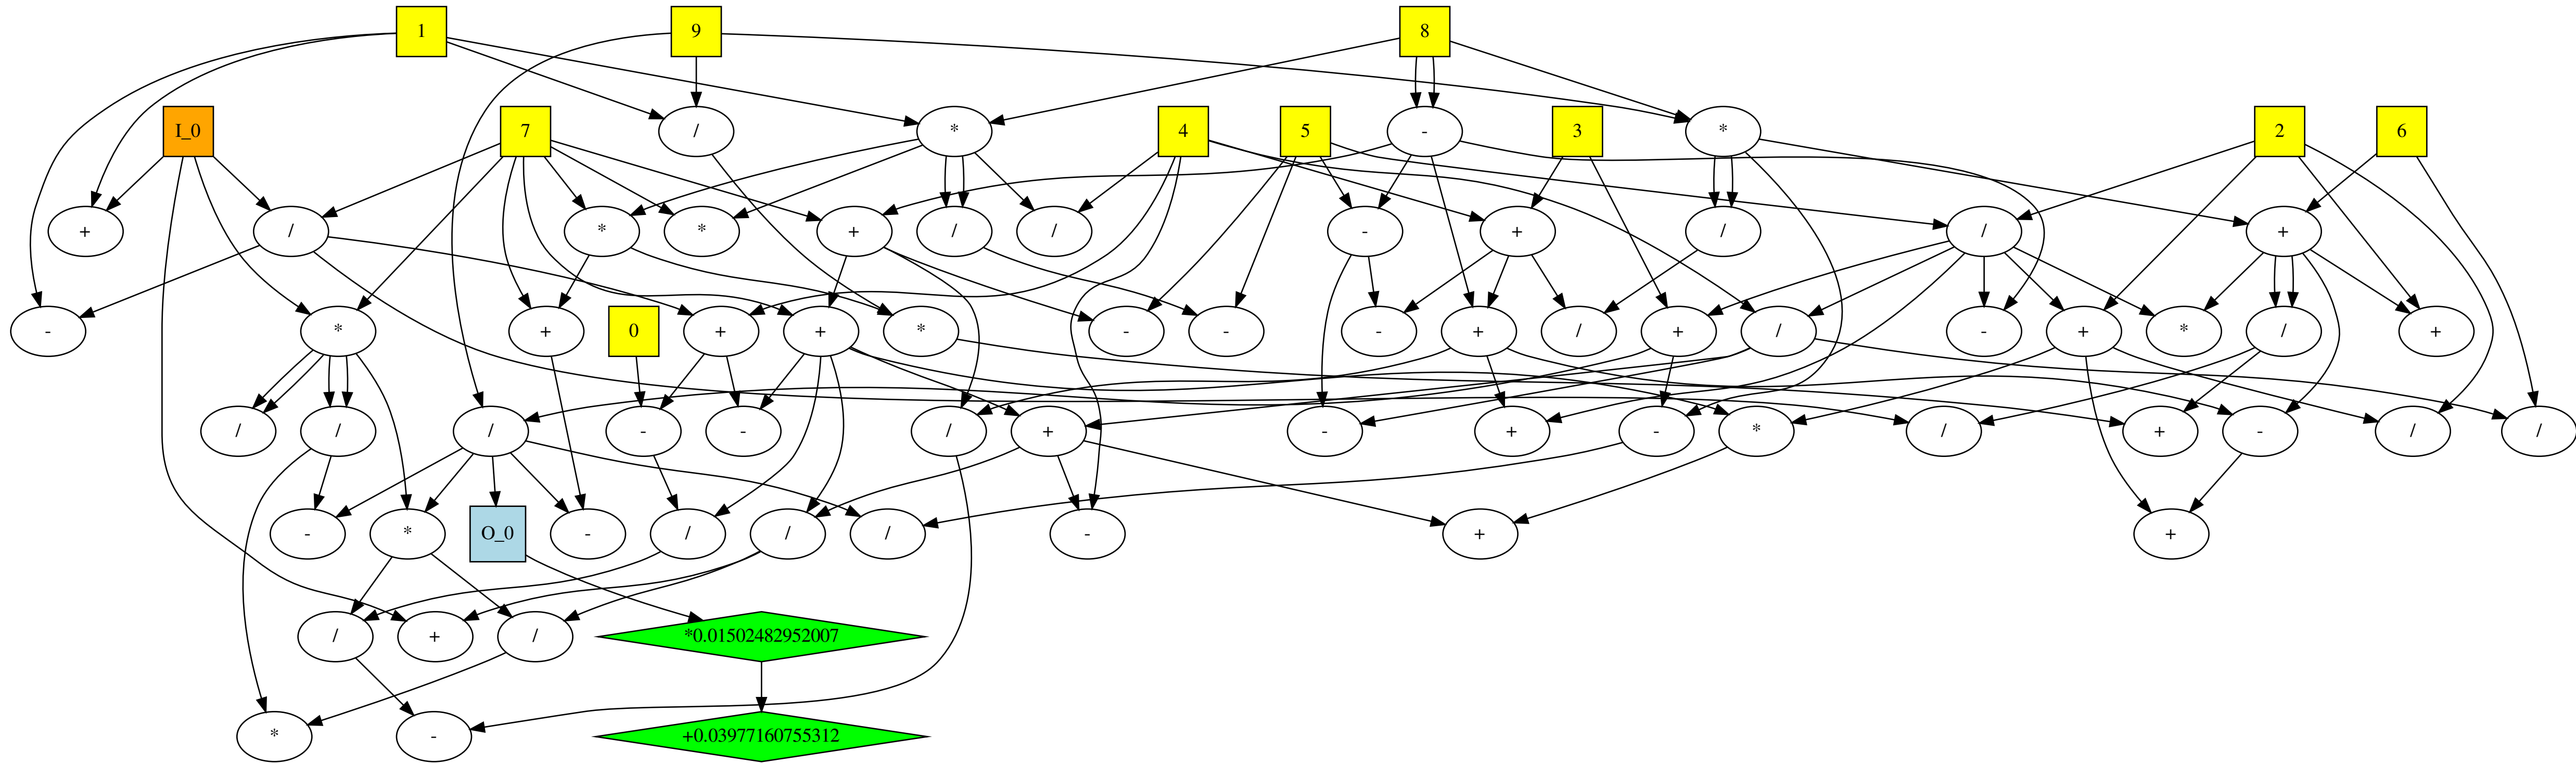 1 9 8
I_0 7 / * 4 5 - 3 * 2 6
+ / * * + / / - + / / +
- * + 0 + + * - - - + / + / - + * / +
/ / / - - / + - + - * / + - / /
- * O_0 - / / / - + +
/ + / *0.01502482952007
* - +0.03977160755312